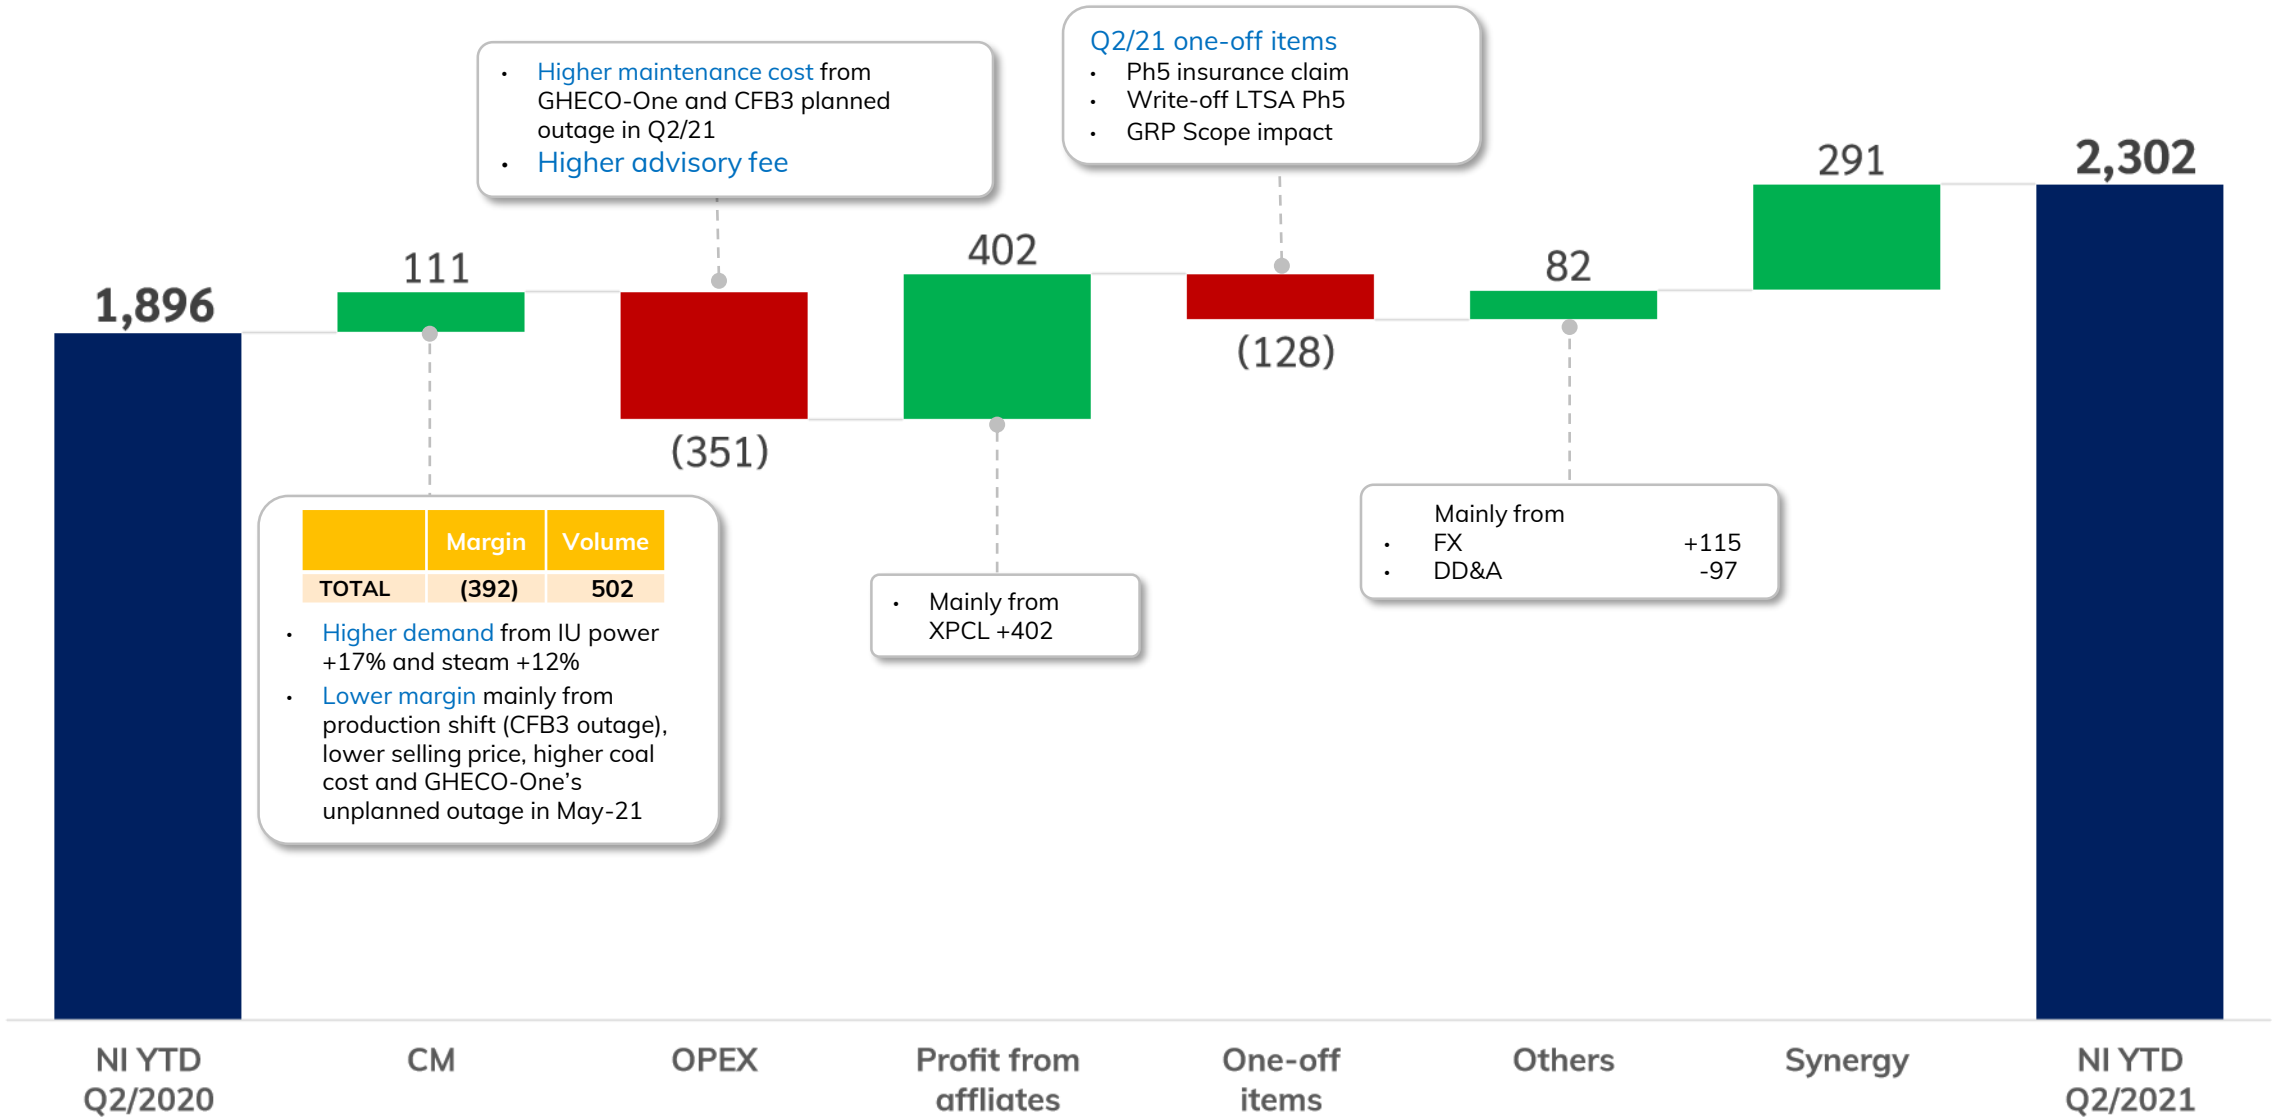 Q2/21 one-off items
• Ph5 insurance claim
• Write-off LTSA Ph5
• GRP Scope impact
• Higher maintenance cost from
GHECO-One and CFB3 planned
outage in Q2/21
• Higher advisory fee
1,896
111
(351)
402
(128)
82
291
2,302
Margin Volume
TOTAL (392) 502
• Higher demand from IU power
+17% and steam +12%
• Lower margin mainly from
production shift (CFB3 outage),
lower selling price, higher coal
cost and GHECO-One’s
unplanned outage in May-21
• Mainly from
XPCL +402
Mainly from
• FX +115
• DD&A -97
NI YTD
Q2/2020
CM
OPEX
Profit from
affliates
One-off
items
Others
Synergy
NI YTD
Q2/2021